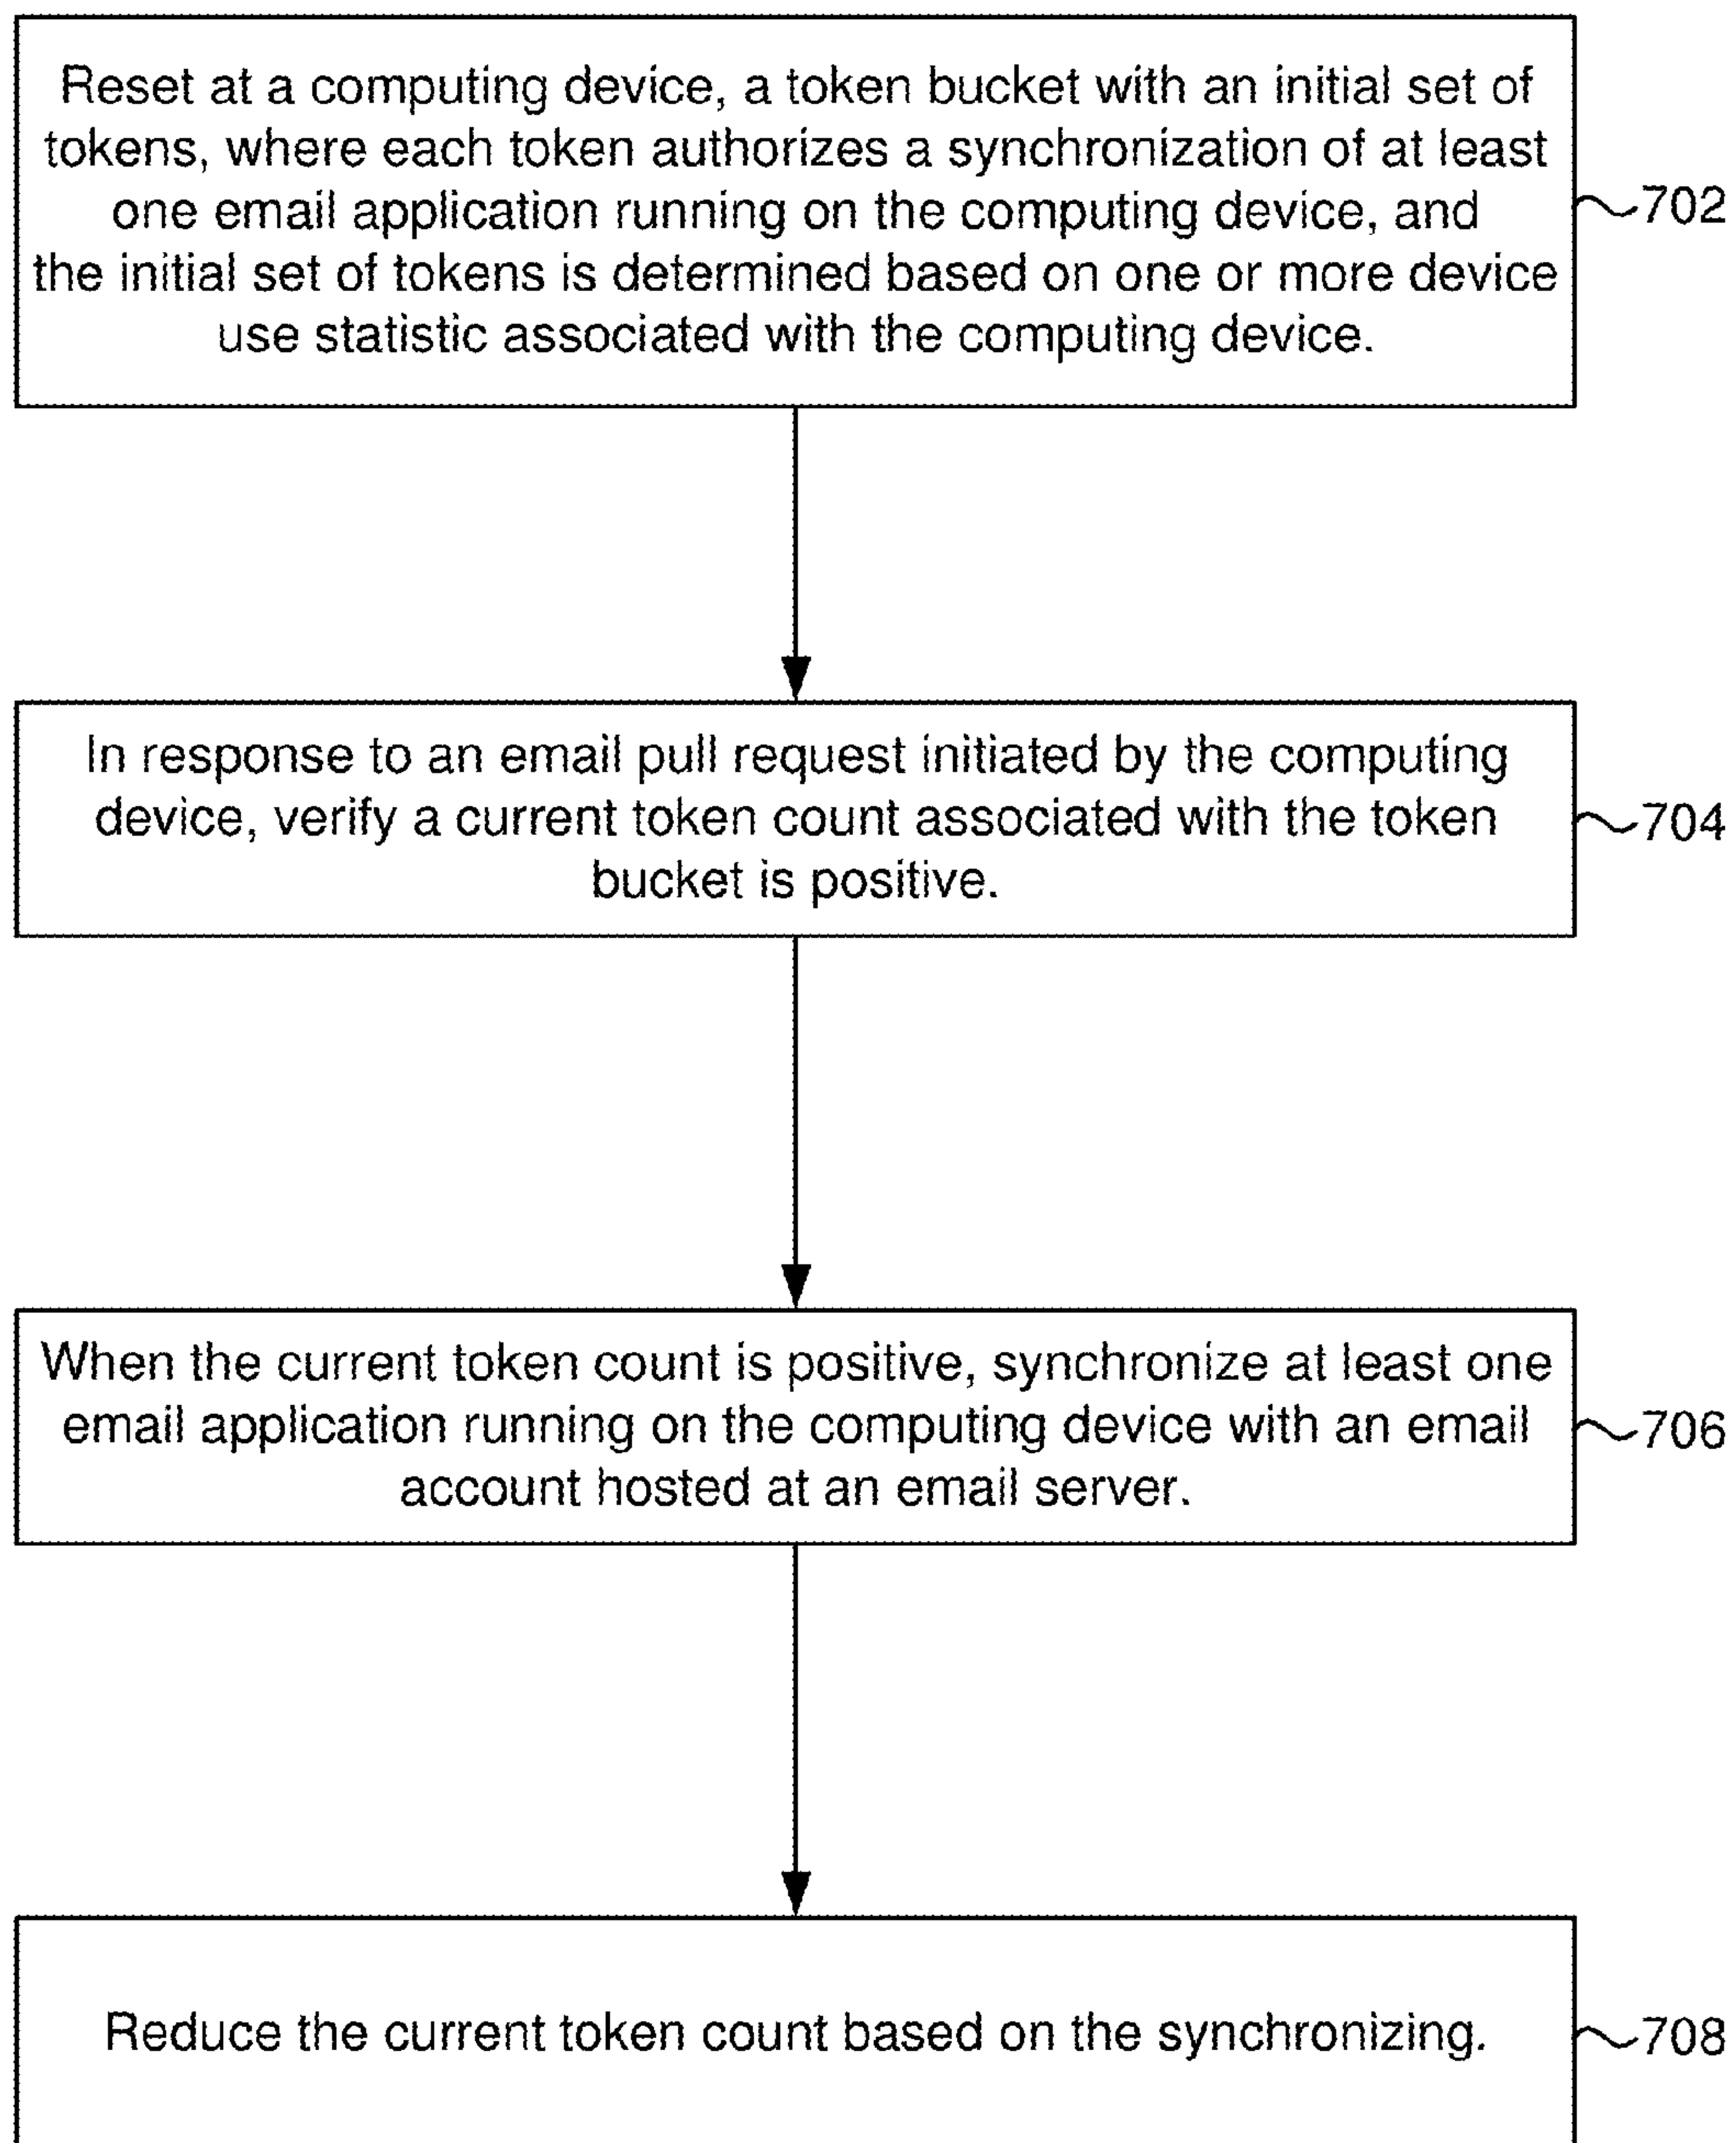 Reset at a computing device, a token bucket with an initial set of
tokens, where each token authorizes a synchronization of at least
one email application running on the computing device, and
the initial set of tokens is determined based on one or more device
use statistic associated with the computing device.
702
In response to an email pull request initiated by the computing
device, verify a current token count associated with the token
bucket is positive.
704
When the current token count is positive, synchronize at least one
email application running on the computing device with an email
account hosted at an email server.
706
Reduce the current token count based on the synchronizing.
708